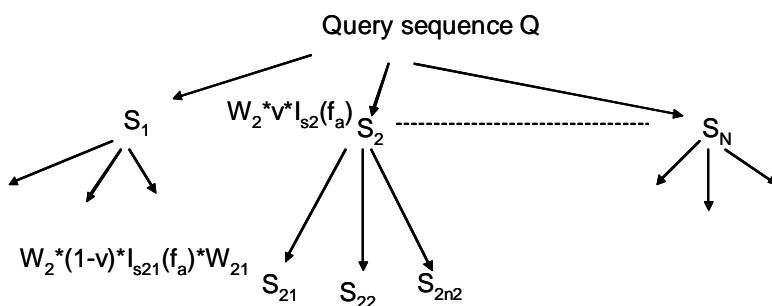 Query sequence Q
S1
W2*v*Is2(fa)
S2
SN
W2*(1-v)*Is21(fa)*W21
S21
S22
S2n2